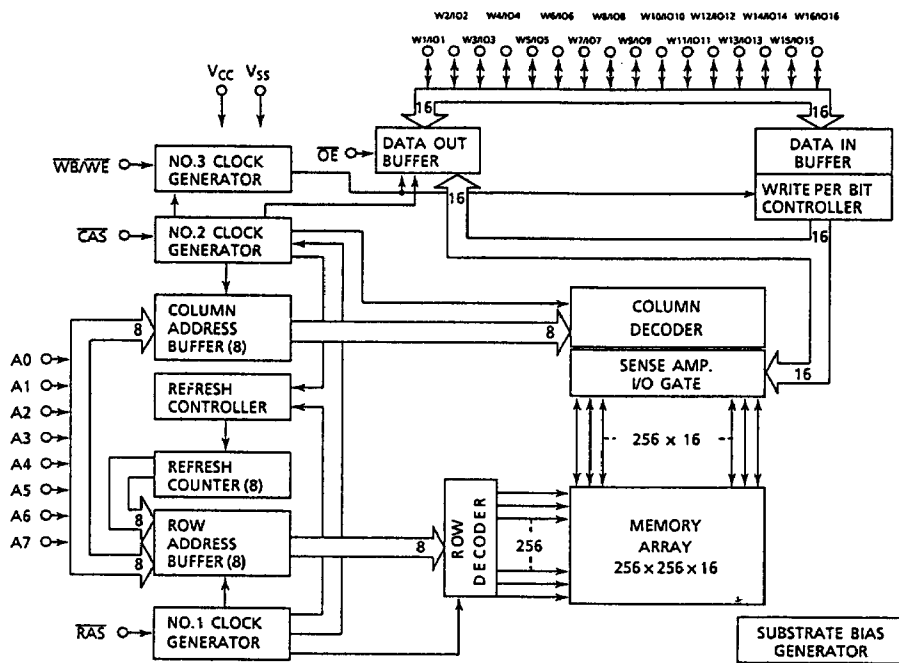 W2/IO2 W4/IO4 W6/IO6 W8/IO8 W10/IO10 W12/IO12 W14/IO14 W16/IO16
W1/IO1 W3/IO3 W5/IO5 W7/IO7 W9/IO9 W11/IO11 W13/IO13 W15/IO15
VCC VSS
16 16
OE
DATA OUT
BUFFER
DATA IN
BUFFER
WB/WE
NO.3 CLOCK
GENERATOR
WRITE PER BIT
CONTROLLER
16
16
CAS
NO.2 CLOCK
GENERATOR
COLUMN
ADDRESS
BUFFER (8)
8
8
COLUMN
DECODER
SENSE AMP.
I/O GATE
16
A0
A1
A2
A3
A4
A5
A6
A7
REFRESH
CONTROLLER
256 x 16
REFRESH
COUNTER (8)
8
8
ROW
ADDRESS
BUFFER (8)
8
ROW
DECODER
256
MEMORY
ARRAY
256 x 256 x 16
RAS
NO.1 CLOCK
GENERATOR
SUBSTRATE BIAS
GENERATOR